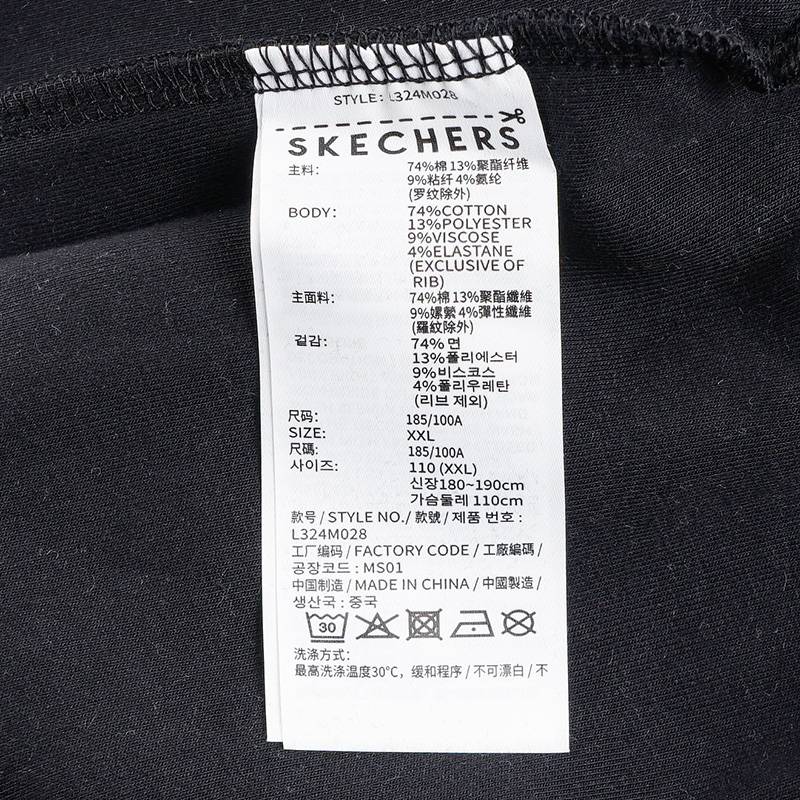 STYLE: L324M028
SKECHERS
主料: 74%棉 13%聚酯纤维
9%粘纤 4%氨纶
(罗纹除外)
BODY: 74%COTTON
13%POLYESTER
9%VISCOSE
4%ELASTANE
(EXCLUSIVE OF
RIB)
主面料: 74%棉 13%聚酯纖維
9%嫘縈 4%彈性纖維
(羅紋除外)
겉감: 74% 면
13%폴리에스터
9%비스코스
4%폴리우레탄
(리브 제외)
尺码: 185/100A
SIZE: XXL
尺碼: 185/100A
사이즈: 110 (XXL)
신장180~190cm
가슴둘레 110cm
款号 / STYLE NO. / 款號 / 제품 번호 :
L324M028
工厂编码 / FACTORY CODE / 工廠編碼 /
공장코드 : MS01
中国制造 / MADE IN CHINA / 中國製造 /
생산국 : 중국
30
洗涤方式:
最高洗涤温度30°C，缓和程序 / 不可漂白 / 不